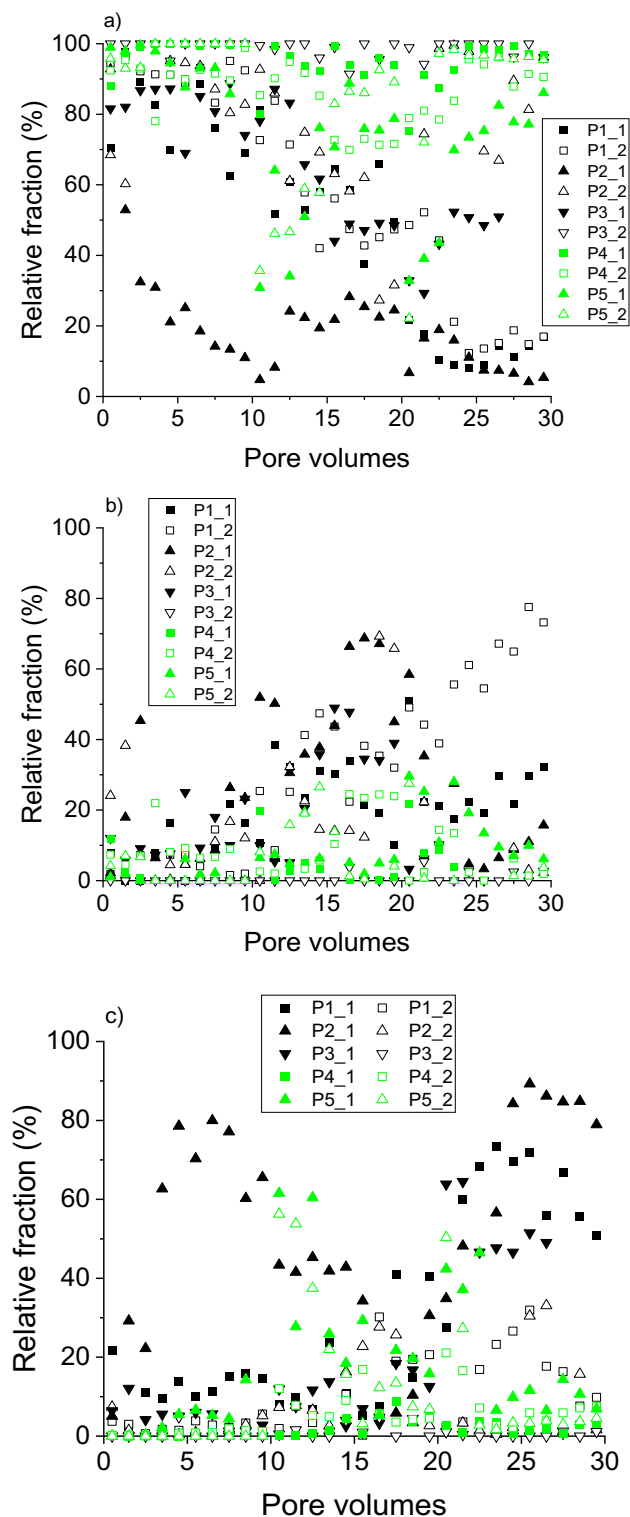 a)
100
80
60
40
20
0
Relative fraction (%)
0 5 10 15 20 25 30
Pore volumes
P1_1
P1_2
P2_1
P2_2
P3_1
P3_2
P4_1
P4_2
P5_1
P5_2
b)
100
80
60
40
20
0
Relative fraction (%)
P1_1
P1_2
P2_1
P2_2
P3_1
P3_2
P4_1
P4_2
P5_1
P5_2
0 5 10 15 20 25 30
Pore volumes
c)
P1_1 P1_2
P2_1 P2_2
P3_1 P3_2
P4_1 P4_2
P5_1 P5_2
100
80
60
40
20
0
Relative fraction (%)
0 5 10 15 20 25 30
Pore volumes